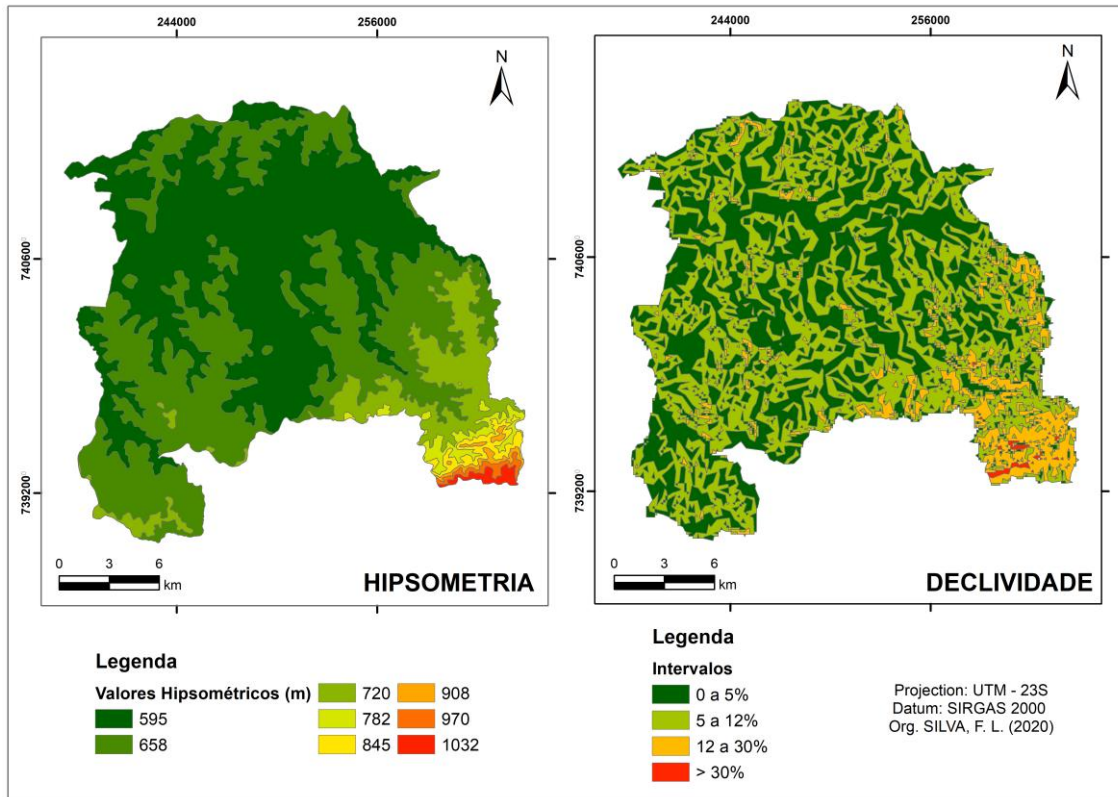 244000 256000 244000 256000
N N
740600 740600
739200 739200
0 3 6 0 3 6
km HIPSOMETRIA km DECLIVIDADE
Legenda
Valores Hipsométricos (m)
595
658
720
782
845
908
970
1032
Legenda
Intervalos
0 a 5%
5 a 12%
12 a 30%
> 30%
Projection: UTM - 23S
Datum: SIRGAS 2000
Org. SILVA, F. L. (2020)